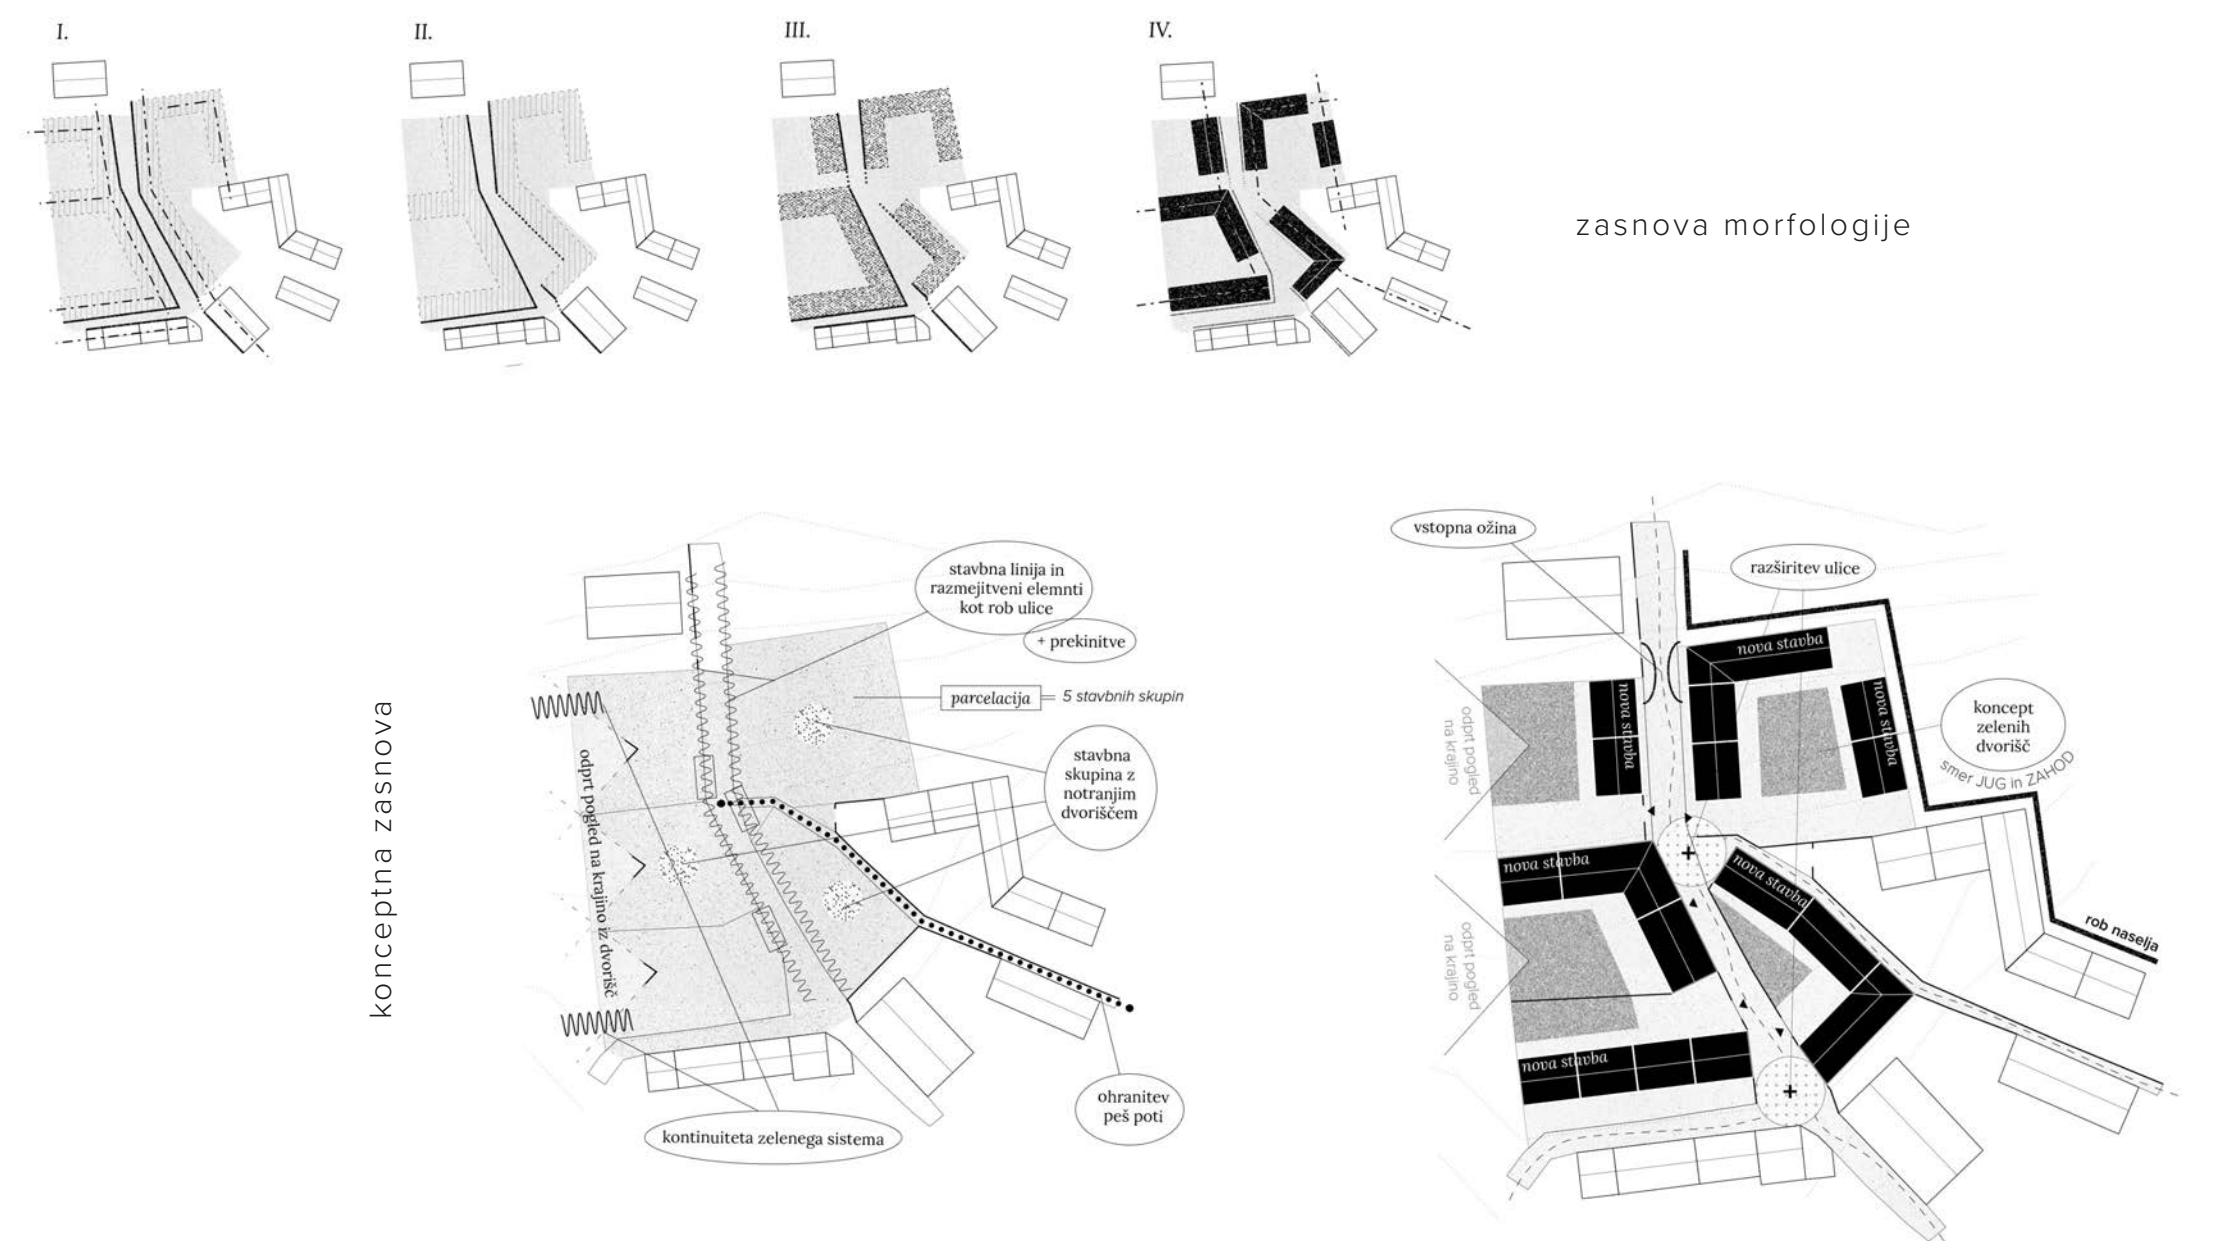 I.
II.
III.
IV.
zasnova morfologije
konceptna zasnova
stavbna linija in
razmejitveni elemnti
kot rob ulice
+ prekinitve
parcelacija
5 stavbnih skupin
stavbna
skupina z
notranjim
dvoriščem
odprt pogled na krajino iz dvorišč
ohranitev
peš poti
kontinuiteta zelenega sistema
vstopna ožina
razširitev ulice
nova stavba
nova stavba
nova stavba
koncept
zelenih
dvorišč
smer JUG in ZAHOD
odprt pogled
na krajino
nova stavba
nova stavba
odprt pogled
na krajino
rob naselja
nova stavba